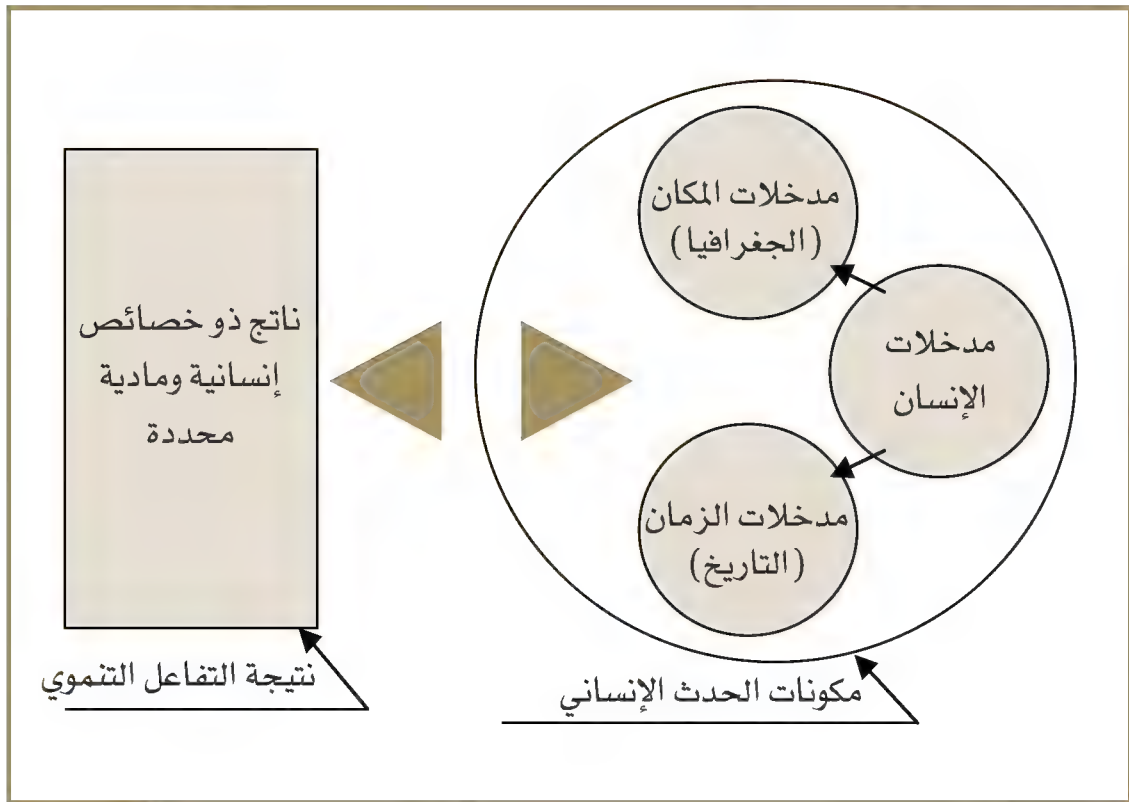 مدخلات المكان
(الجغرافيا)
مدخلات
الإنسان
مدخلات الزمان
(التاريخ)
مكونات الحدث الإنساني
ناتج ذو خصائص
إنسانية ومادية
محددة
نتيجة التفاعل التنموي